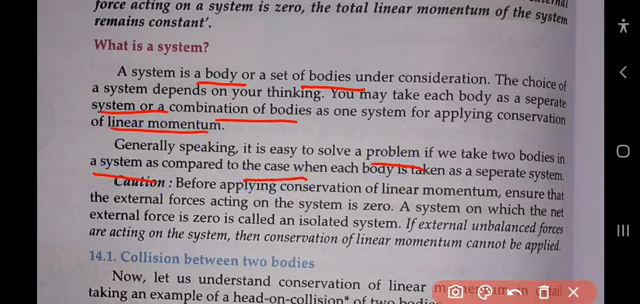 force acting on a system is zero, the total linear momentum of the system
remains constant'.
What is a system?
A system is a body or a set of bodies under consideration. The choice of
a system depends on your thinking. You may take each body as a seperate
system or a combination of bodies as one system for applying conservation
of linear momentum.
Generally speaking, it is easy to solve a problem if we take two bodies in
a system as compared to the case when each body is taken as a seperate system.
Caution : Before applying conservation of linear momentum, ensure that
the external forces acting on the system is zero. A system on which the net
external force is zero is called an isolated system. If external unbalanced forces
are acting on the system, then conservation of linear momentum cannot be applied.
14.1. Collision between two bodies
Now, let us understand conservation of linear
taking an example of a head-on-collision* of two